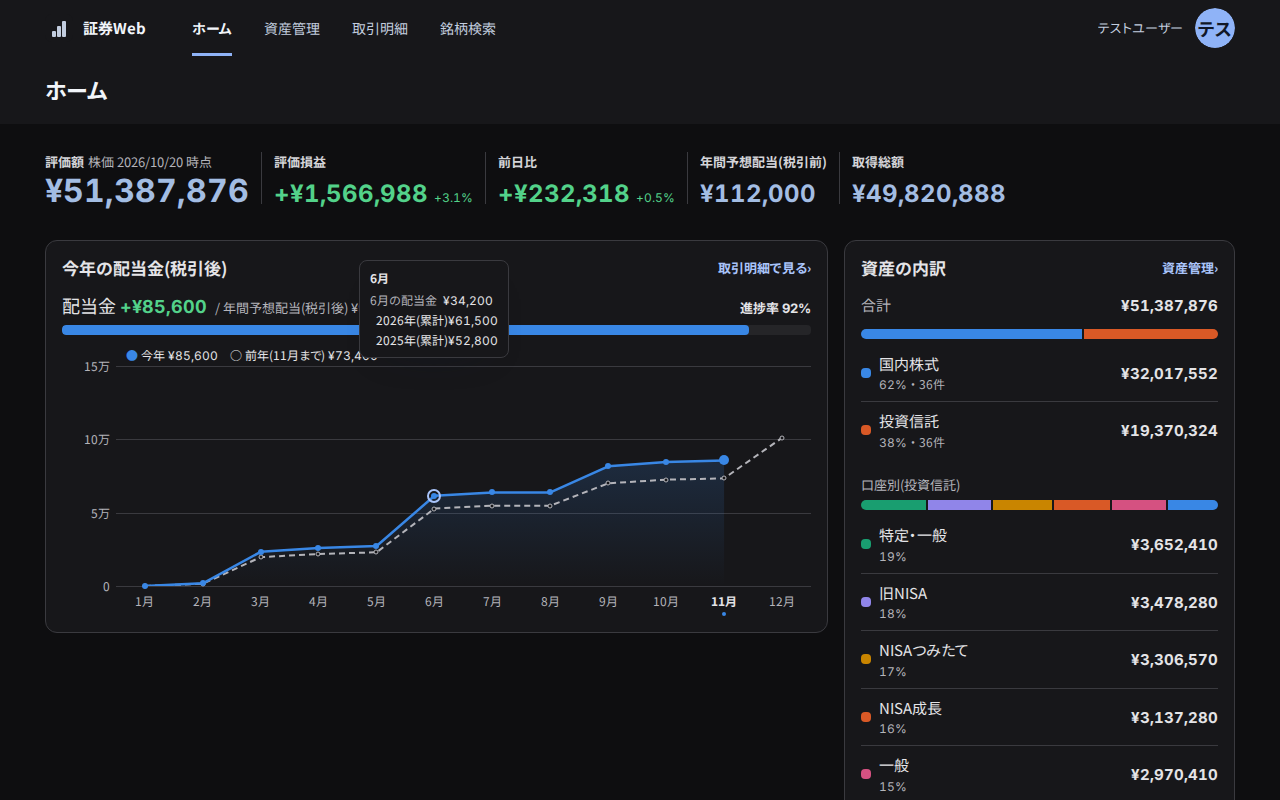 証券Web ホーム 資産管理 取引明細 銘柄検索 テストユーザー テス
ホーム
評価額 株価 2026/10/20 時点
¥51,387,876
評価損益
+¥1,566,988 +3.1%
前日比
+¥232,318 +0.5%
年間予想配当(税引前)
¥112,000
取得総額
¥49,820,888
今年の配当金(税引後)
取引明細で見る›
配当金 +¥85,600 / 年間予想配当(税引後) ¥
進捗率 92%
今年 ¥85,600 前年(11月まで) ¥73,400
6月
6月の配当金 ¥34,200
2026年(累計)¥61,500
2025年(累計)¥52,800
15万
10万
5万
0
1月 2月 3月 4月 5月 6月 7月 8月 9月 10月 11月 12月
資産の内訳
資産管理›
合計 ¥51,387,876
国内株式 ¥32,017,552
62%・36件
投資信託 ¥19,370,324
38%・36件
口座別(投資信託)
特定・一般 ¥3,652,410
19%
旧NISA ¥3,478,280
18%
NISAつみたて ¥3,306,570
17%
NISA成長 ¥3,137,280
16%
一般 ¥2,970,410
15%